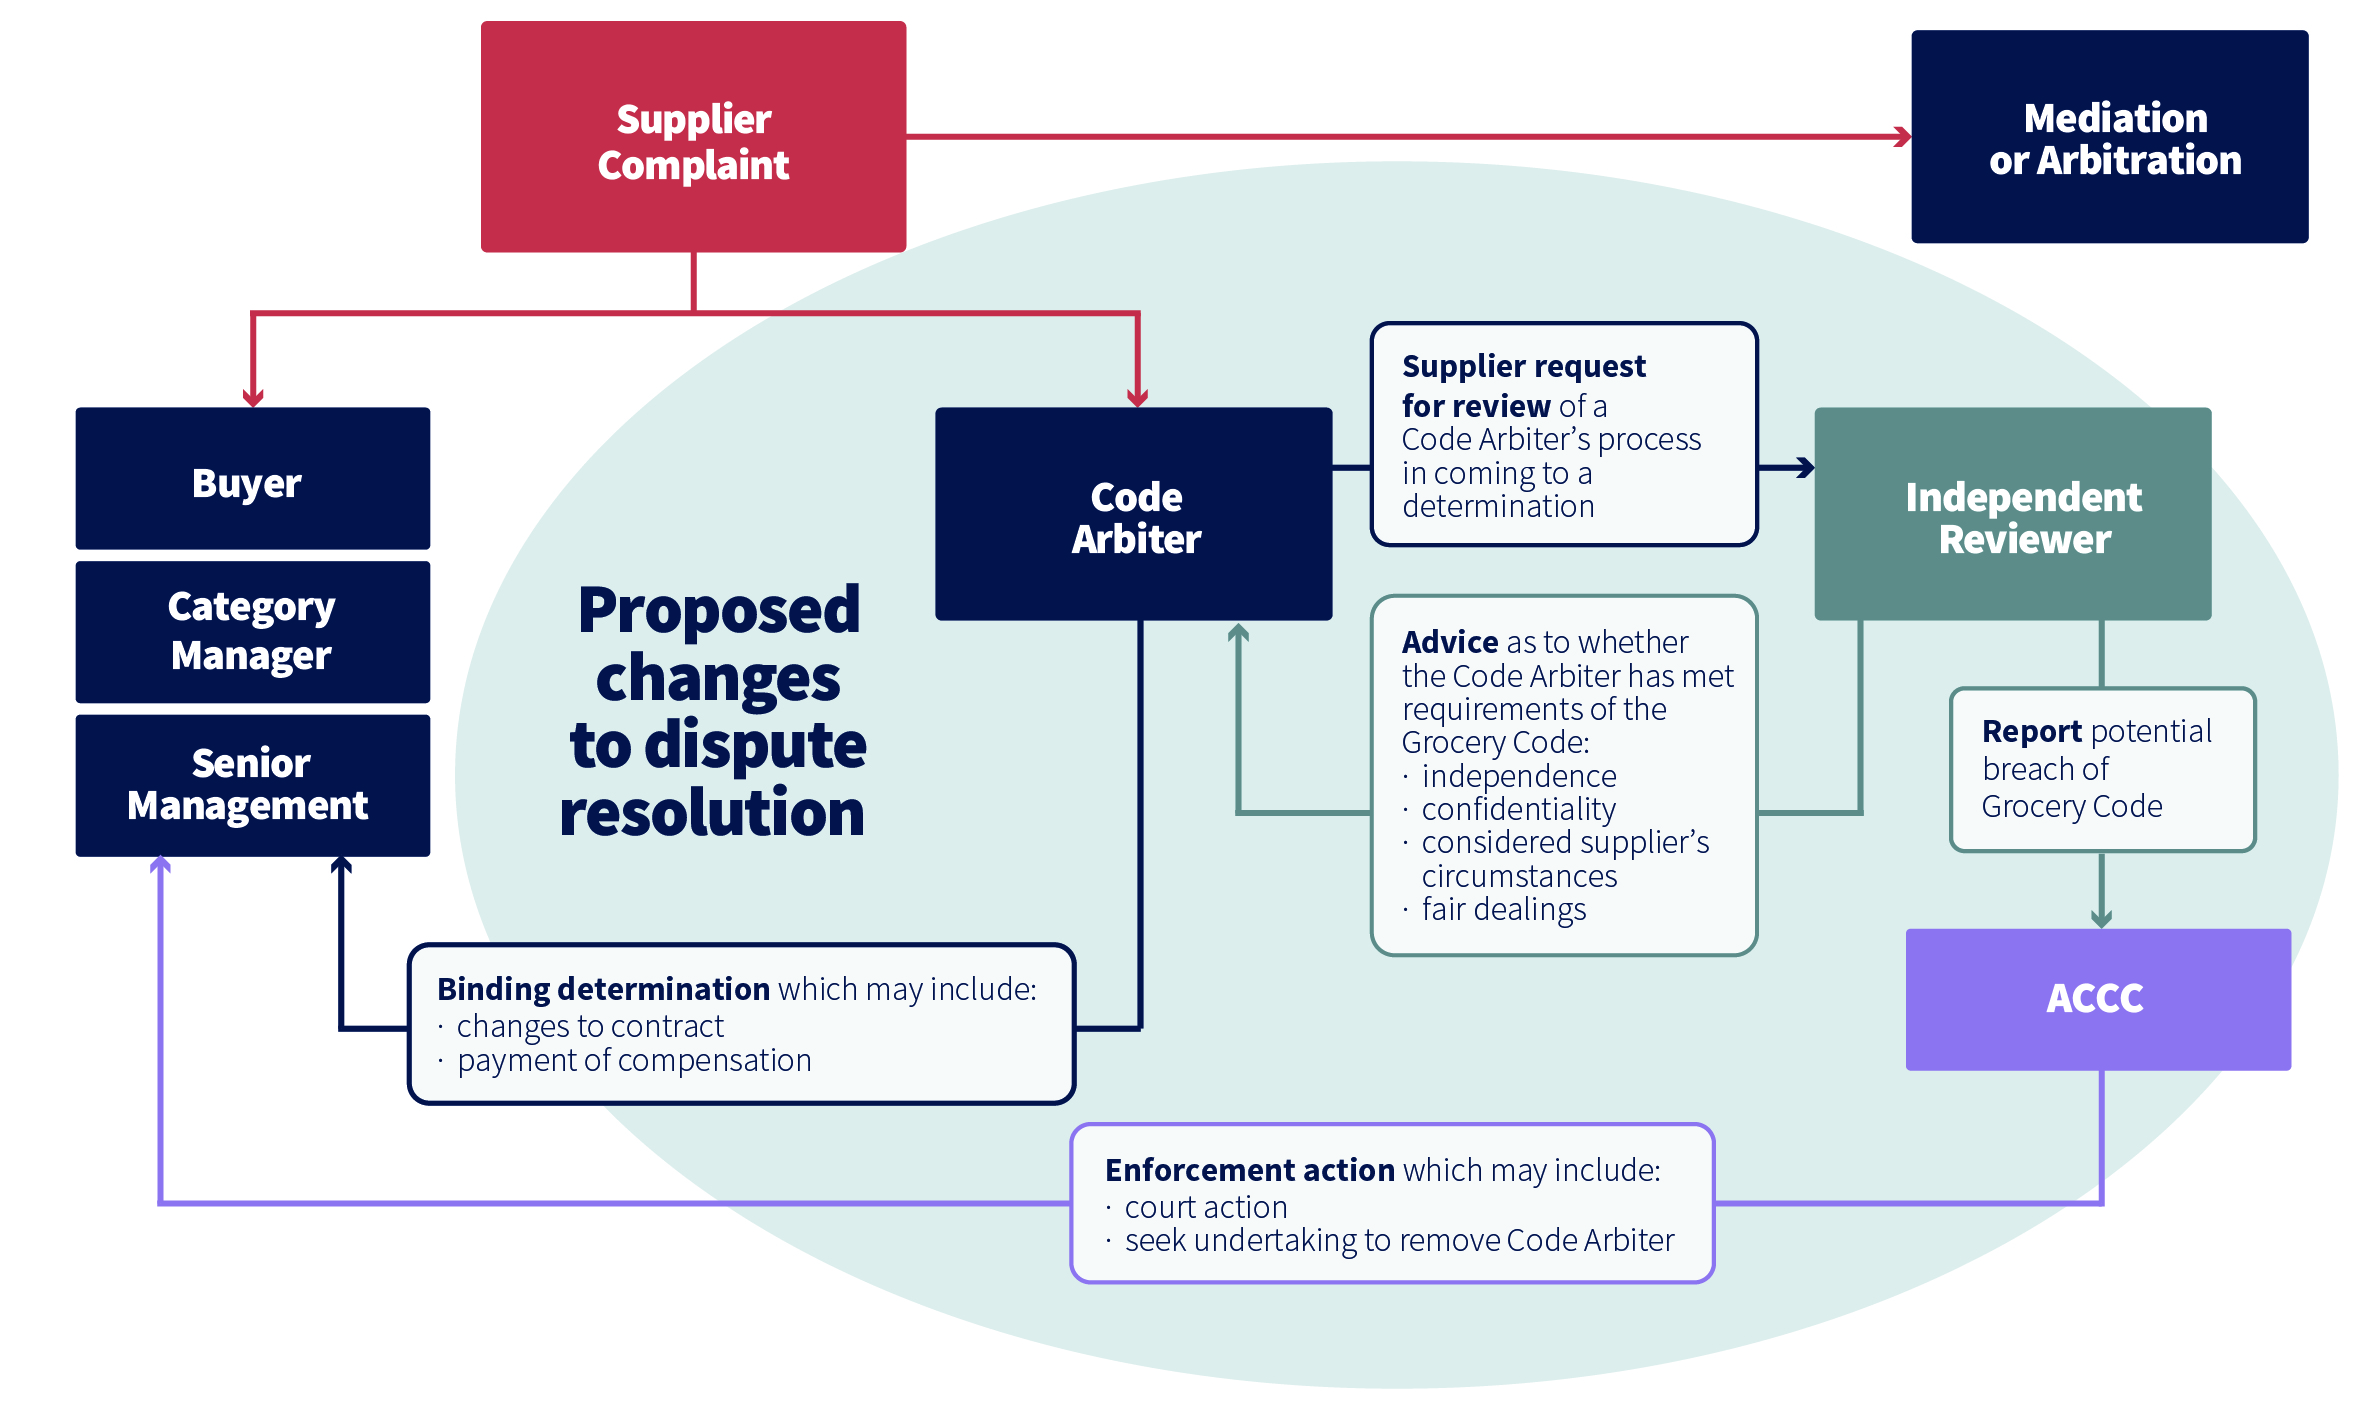 Supplier
Complaint
Mediation
or Arbitration
Buyer
Category
Manager
Senior
Management
Proposed
changes
to dispute
resolution
Code
Arbiter
Supplier request
for review of a
Code Arbiter’s process
in coming to a
determination
Independent
Reviewer
Advice as to whether
the Code Arbiter has met
requirements of the
Grocery Code:
· independence
· confidentiality
· considered supplier’s
circumstances
· fair dealings
Report potential
breach of
Grocery Code
ACCC
Binding determination which may include:
· changes to contract
· payment of compensation
Enforcement action which may include:
· court action
· seek undertaking to remove Code Arbiter